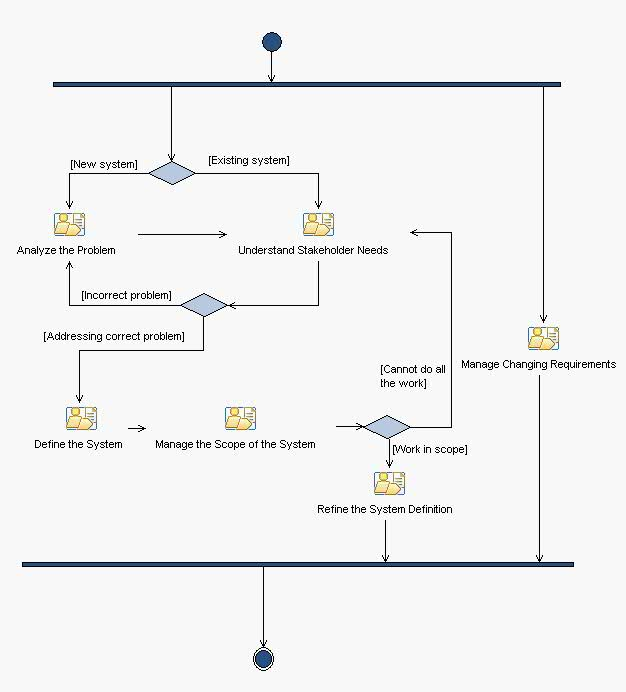 [New system]
[Existing system]
Analyze the Problem
Understand Stakeholder Needs
[Incorrect problem]
[Addressing correct problem]
Manage Changing Requirements
[Cannot do all
the work]
Define the System
Manage the Scope of the System
[Work in scope]
Refine the System Definition